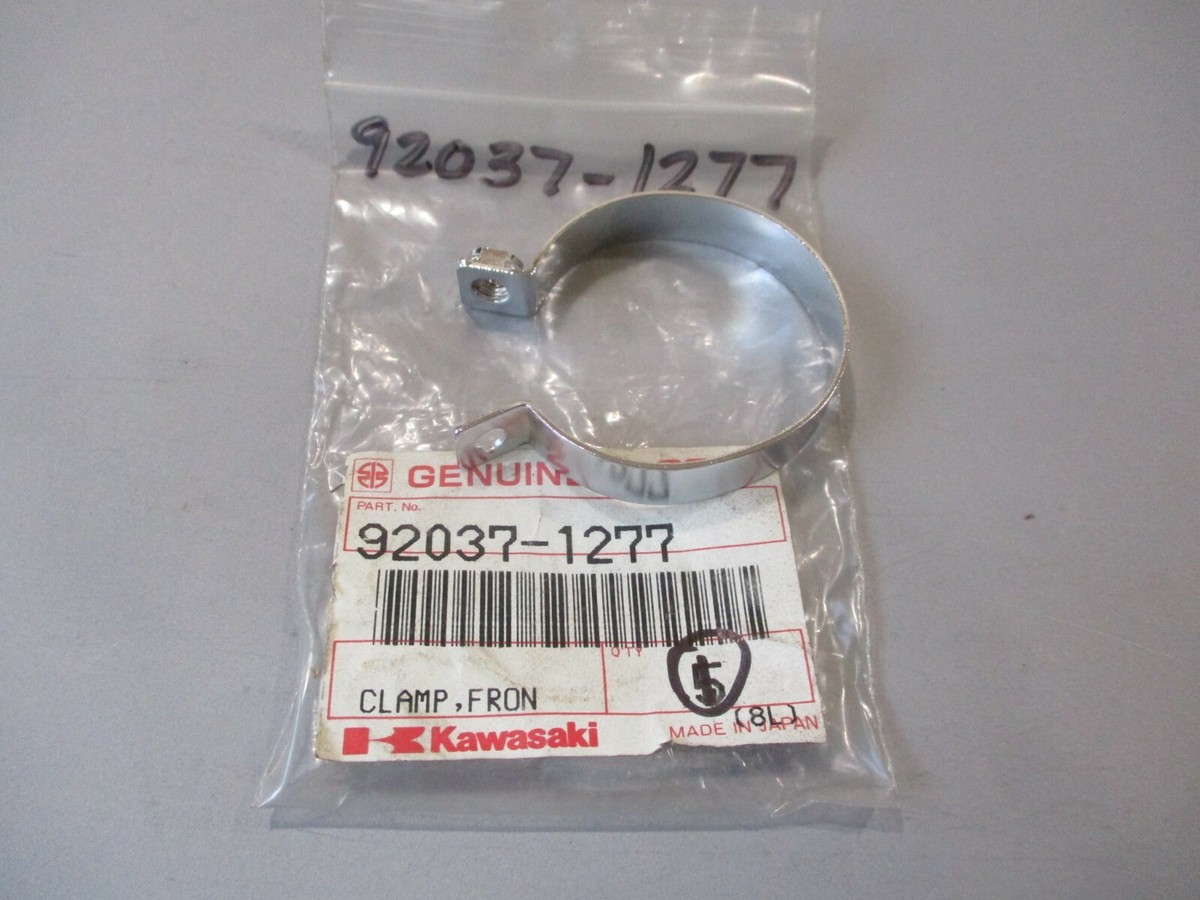 92037-1277
GENUINE
PART. No.
92037-1277
QTY
5
CLAMP,FRON
(8L)
Kawasaki
MADE IN JAPAN